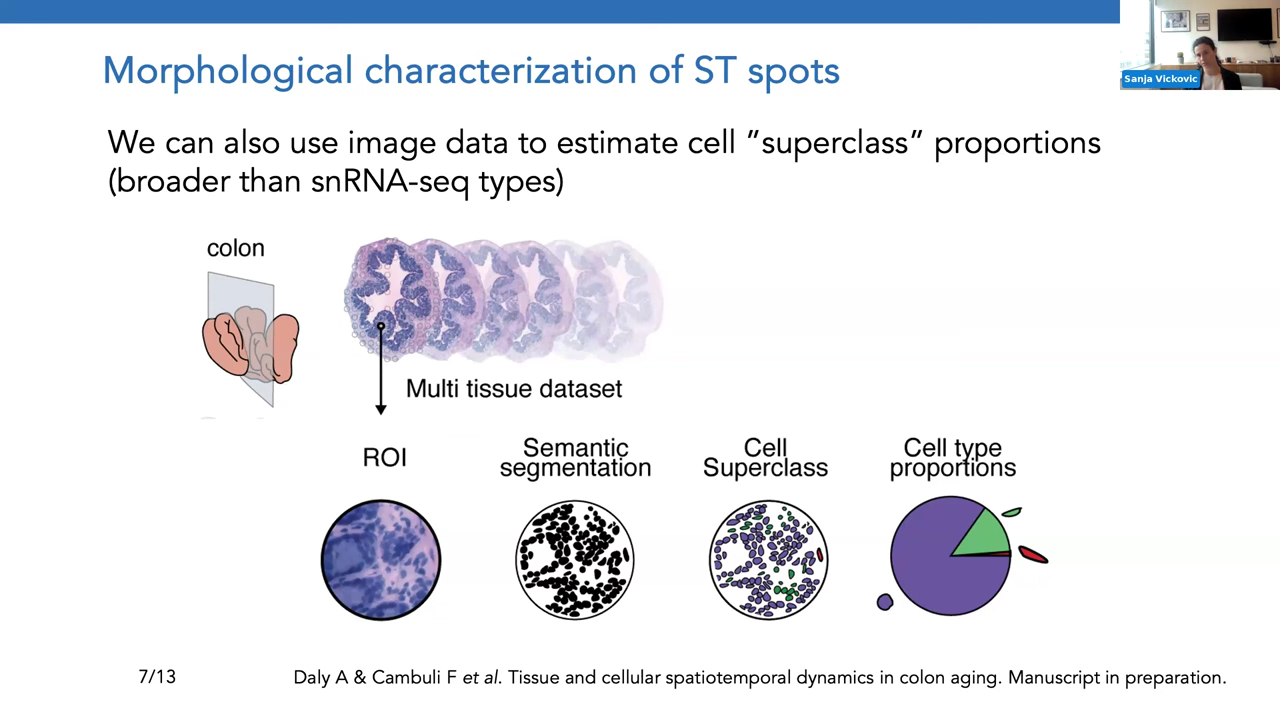 Morphological characterization of ST spots
Sanja Vickovic
We can also use image data to estimate cell ”superclass” proportions
(broader than snRNA-seq types)
colon
Multi tissue dataset
ROI
Semantic
segmentation
Cell
Superclass
Cell type
proportions
7/13
Daly A & Cambuli F et al. Tissue and cellular spatiotemporal dynamics in colon aging. Manuscript in preparation.